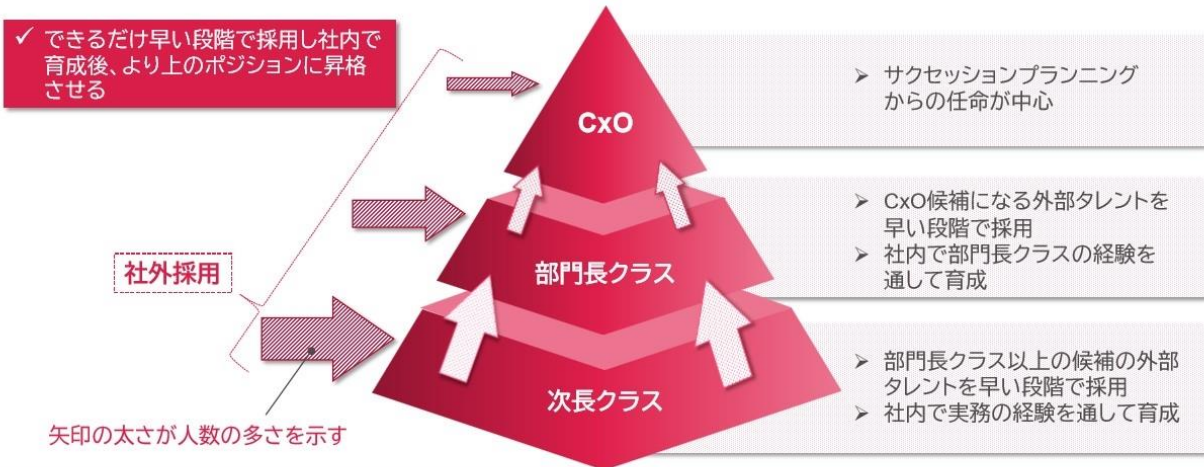 ✓ できるだけ早い段階で採用し社内で
育成後、より上のポジションに昇格
させる
社外採用
矢印の太さが人数の多さを示す
CxO
部門長クラス
次長クラス
➢ サクセッションプランニング
からの任命が中心
➢ CxO候補になる外部タレントを
早い段階で採用
➢ 社内で部門長クラスの経験を
通して育成
➢ 部門長クラス以上の候補の外部
タレントを早い段階で採用
➢ 社内で実務の経験を通して育成